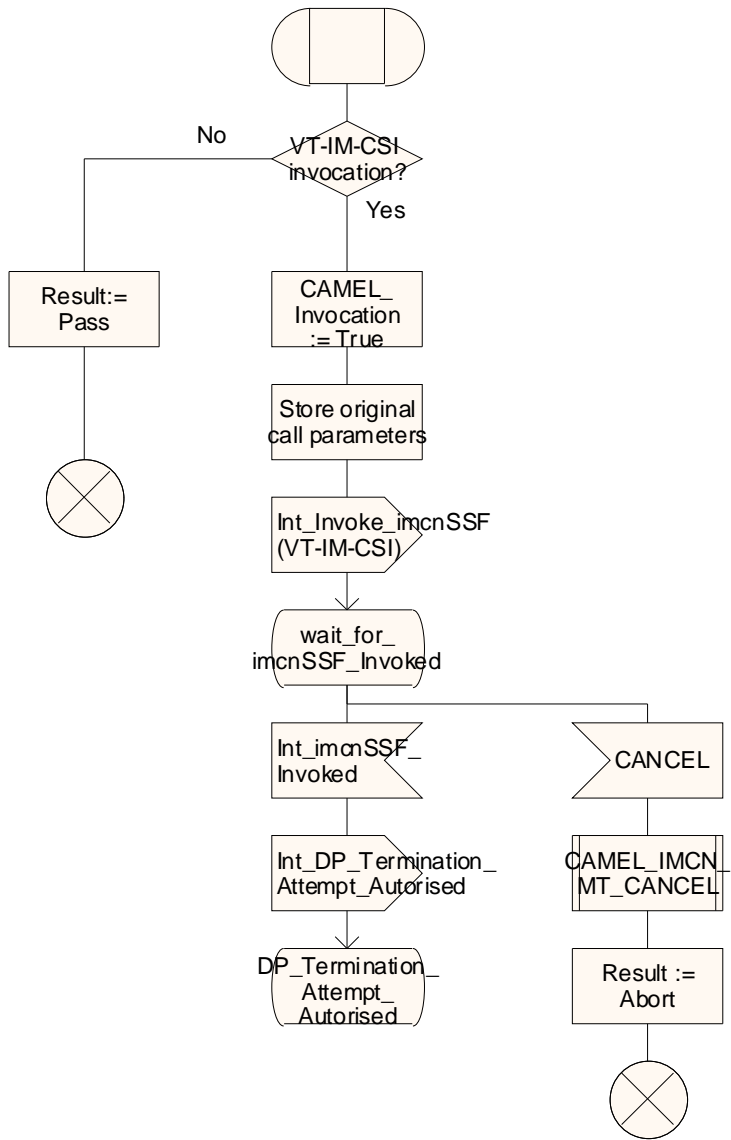 No
VT-IM-CSI
invocation?
Yes
Result:=
Pass
CAMEL_
Invocation
:= True
Store original
call parameters
Int_Invoke_imcnSSF
(VT-IM-CSI)
wait_for_
imcnSSF_Invoked
Int_imcnSSF_
Invoked
CANCEL
Int_DP_Termination_
Attempt_Autorised
CAMEL_IMCN_
MT_CANCEL
DP_Termination_
Attempt_
Autorised
Result :=
Abort